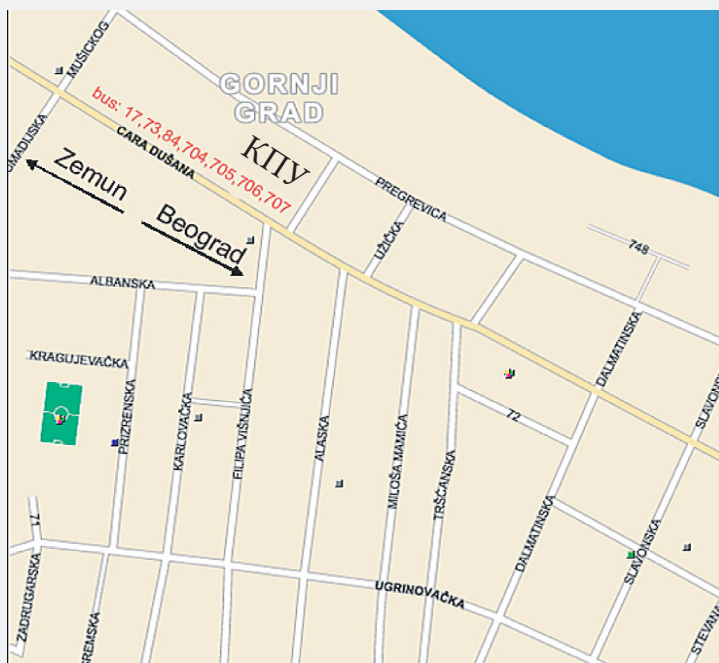 MUŠICKOG
GORNJI
GRAD
bus: 17,73,84,704,705,706,707
CARA DUŠANA
КПУ
Zemun
Beograd
PREGREVICA
UŽIČKA
748
ALBANSKA
KRAGUJEVAČKA
PRIZRENSKA
KARLOVAČKA
FILIPA VIŠNJIĆA
ALASKA
MILOŠA MAMIĆA
TRŠĆANSKA
72
DALMATINSKA
DALMATINSKA
SLAVONSKA
71
ZADRUGARSKA
UGRINOVAČKA